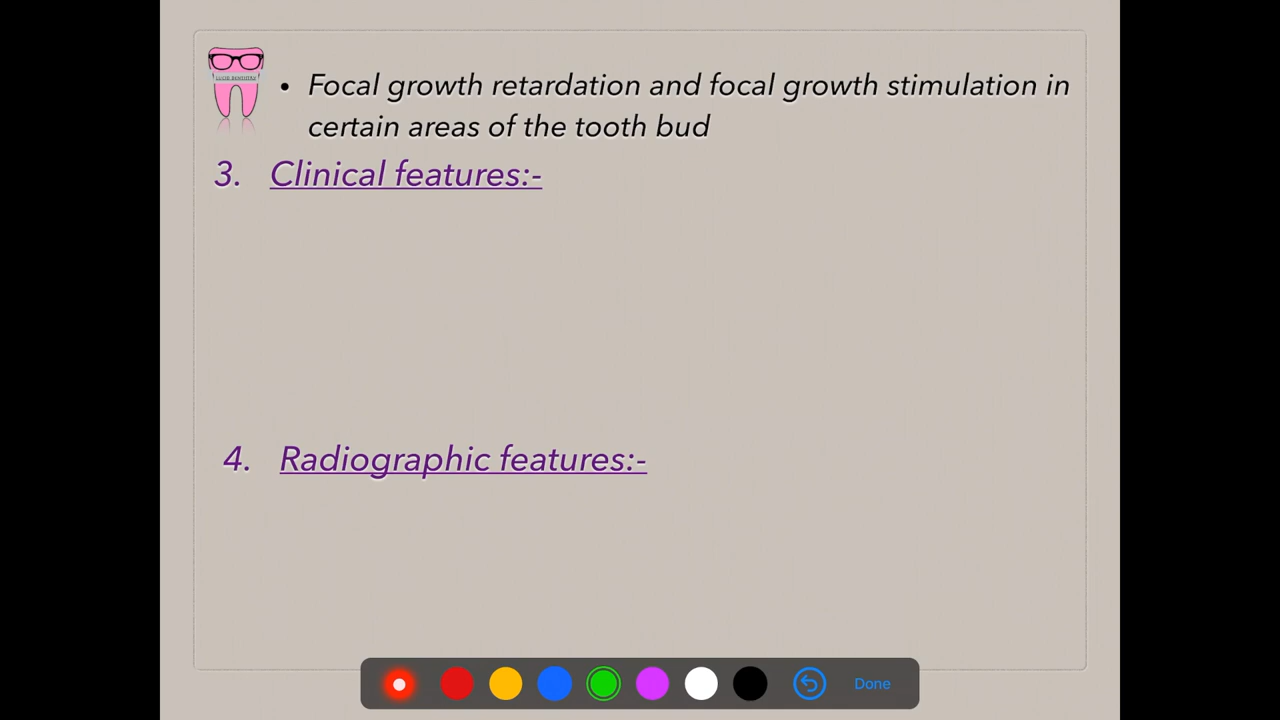 • Focal growth retardation and focal growth stimulation in
certain areas of the tooth bud
3. Clinical features:-
4. Radiographic features:-
Done